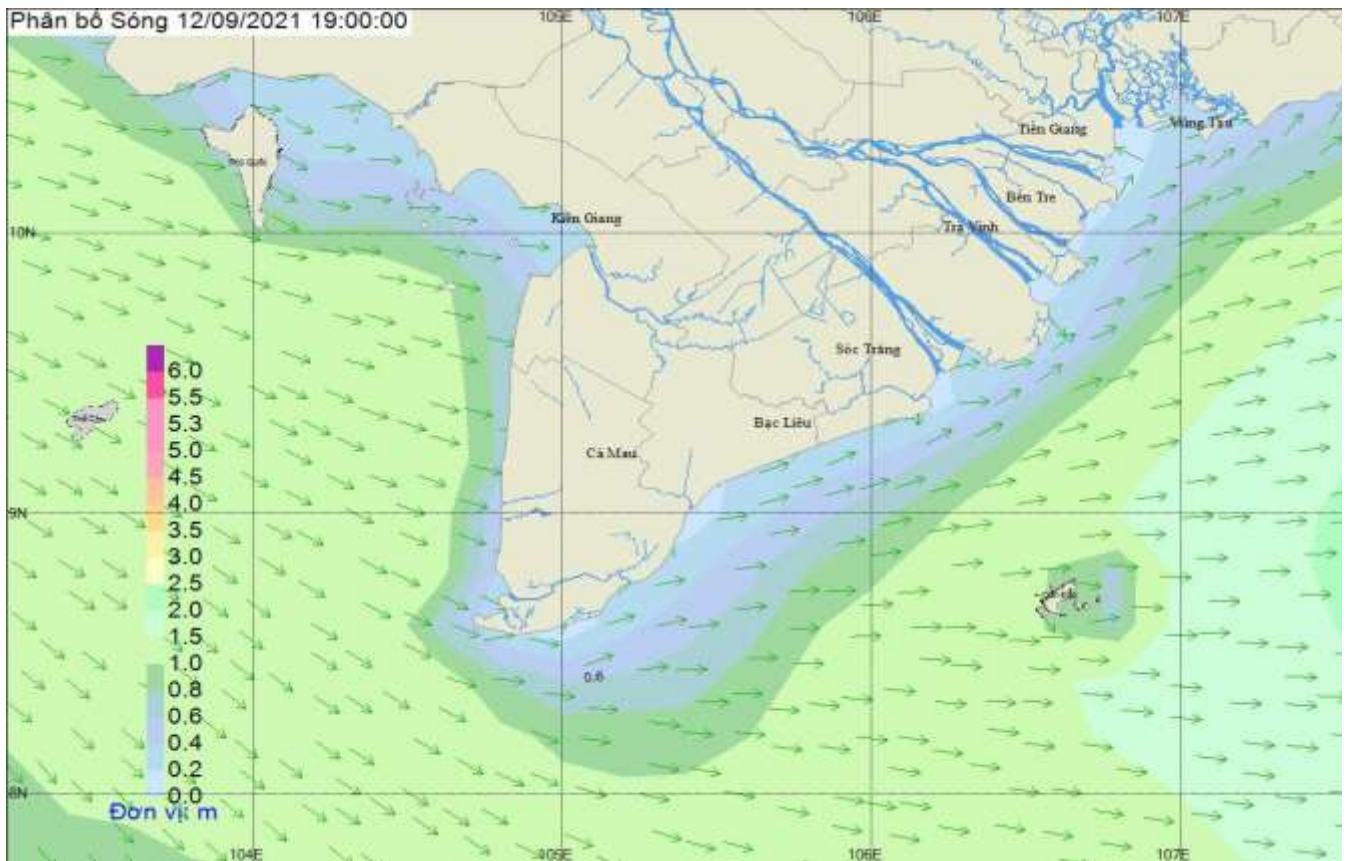 Phân bố Sóng 12/09/2021 19:00:00
105E
106E
107E
Tiền Giang
Vũng Tàu
Bến Tre
Kiên Giang
Trà Vinh
10N
Sóc Trăng
6.0
5.5
5.3
5.0
4.5
4.0
3.5
3.0
2.5
2.0
1.5
1.0
0.8
0.6
0.4
0.2
0.0
Bạc Liêu
Cà Mau
9N
0.6
8N
Đơn vị: m
104E
105E
106E
107E